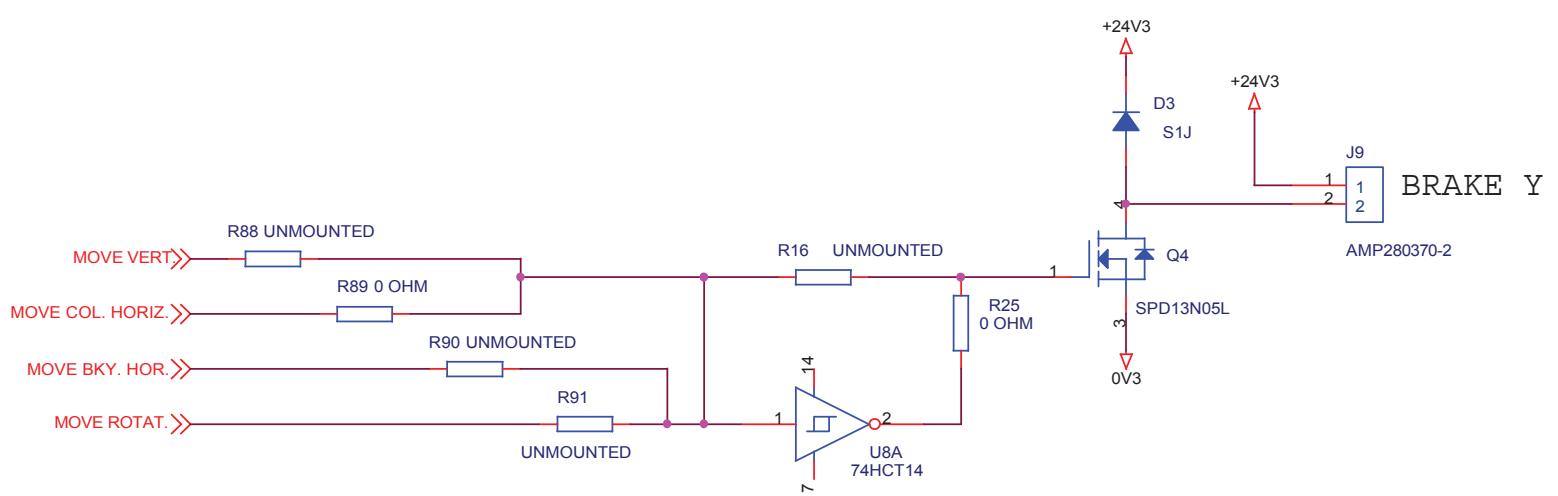 +24V3
+24V3
D3
S1J
J9
1
1
BRAKE Y
2
2
AMP280370-2
4
R88 UNMOUNTED
MOVE VERT.
R16 UNMOUNTED
1
Q4
R89 0 OHM
R25
SPD13N05L
MOVE COL. HORIZ.
0 OHM
3
R90 UNMOUNTED
MOVE BKY. HOR.
14
0V3
R91
MOVE ROTAT.
1
2
UNMOUNTED
U8A
74HCT14
7